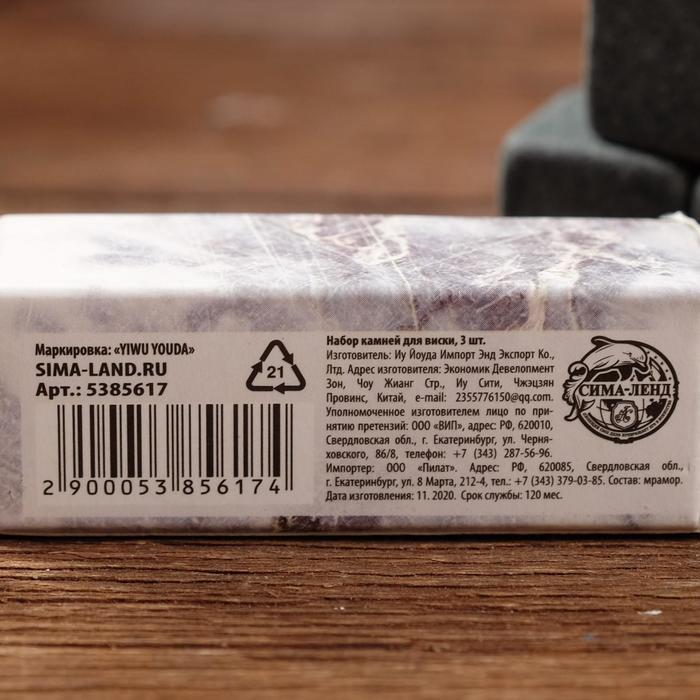 Маркировка: «YIWU YOUDA»
SIMA-LAND.RU
Арт.: 5385617
2 900053 856174
21
Набор камней для виски, 3 шт.
Изготовитель: Иу Йоуда Импорт Энд Экспорт Ко.,
Лтд. Адрес изготовителя: Экономик Девелопмент
Зон, Чоу Жианг Стр., Иу Сити, Чжэцзян
Провинс, Китай, e-mail: 2355776150@qq.com.
Уполномоченное изготовителем лицо по при-
нятию претензий: ООО «ВИП», адрес: РФ, 620010,
Свердловская обл., г. Екатеринбург, ул. Черня-
ховского, 86/8, телефон: +7 (343) 287-56-96.
Импортер: ООО «Пилат». Адрес: РФ, 620085, Свердловская обл.,
г. Екатеринбург, ул. 8 Марта, 212-4, тел.: +7 (343) 379-03-85. Состав: мрамор.
Дата изготовления: 11. 2020. Срок службы: 120 мес.
СИМА-ЛЕНД